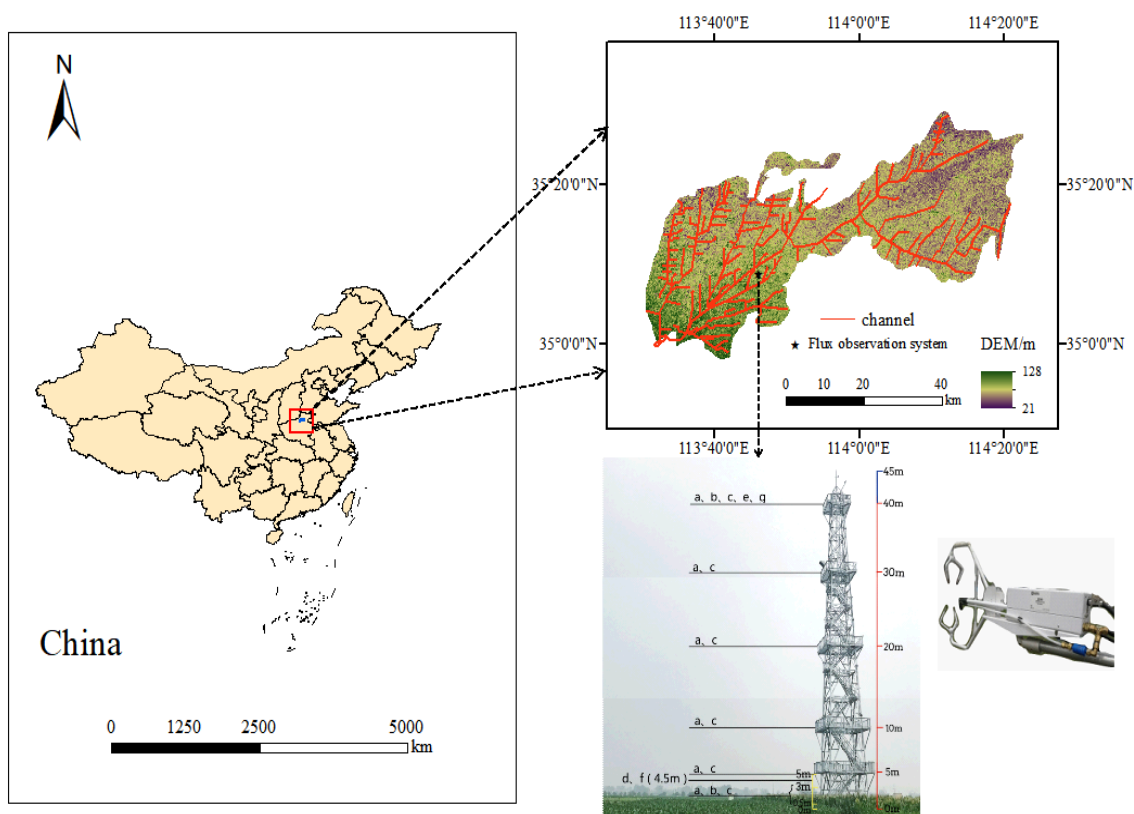 N
China
0 1250 2500 5000
km
113°40'0"E 114°0'0"E 114°20'0"E
35°20'0"N 35°20'0"N
35°0'0"N 35°0'0"N
channel
Flux observation system
DEM/m
128
21
0 10 20 40
km
113°40'0"E 114°0'0"E 114°20'0"E
45m
a、b、c、e、g
40m
a、c
30m
a、c
20m
a、c
10m
a、c
5m
5m
d、f ( 4.5m )
3m
a、b、c
0m
0m